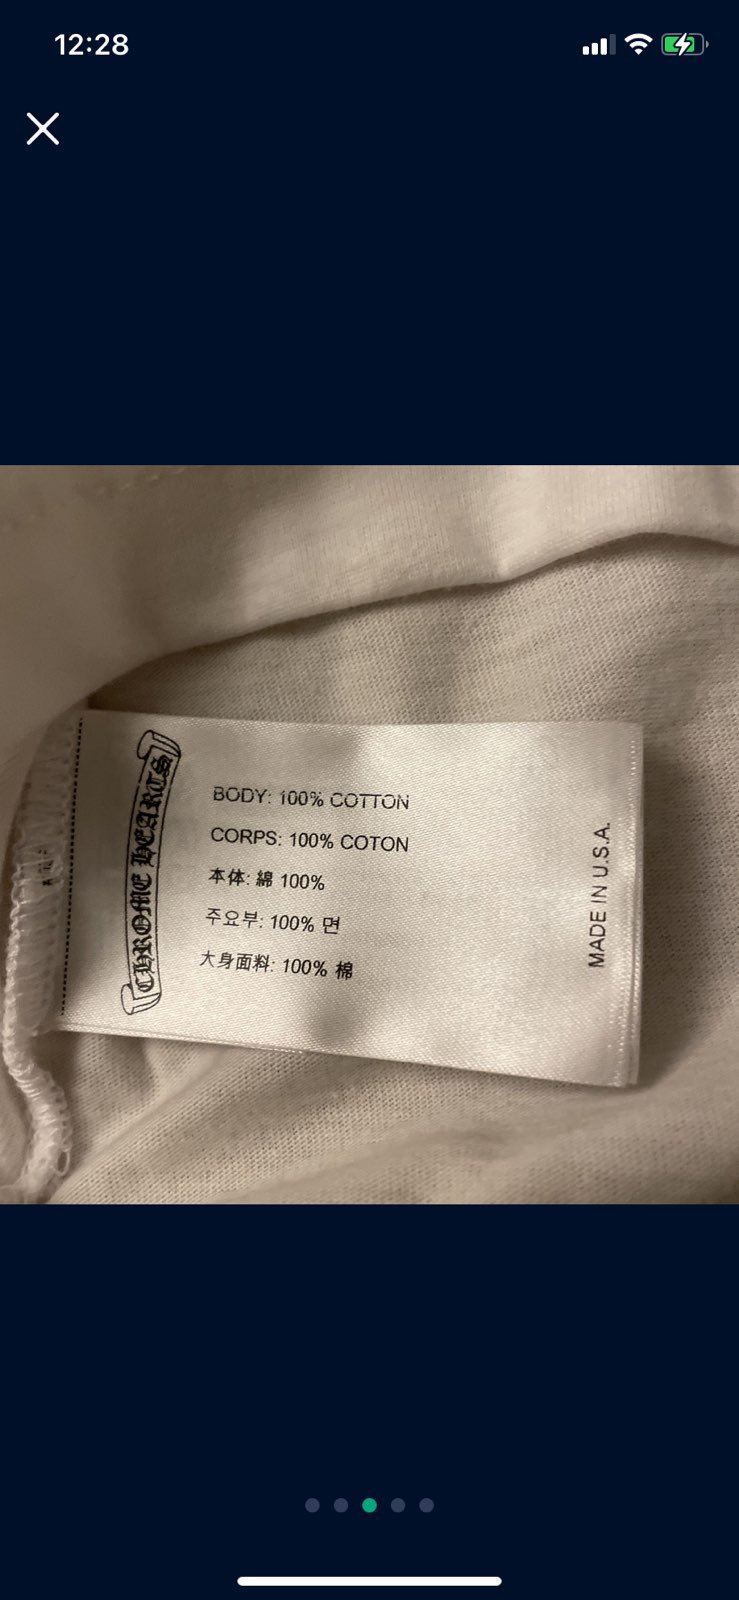 12:28
CHROME HEARTS
BODY: 100% COTTON
CORPS: 100% COTON
本体: 綿 100%
주요부: 100% 면
大身面料: 100% 棉
MADE IN U.S.A.